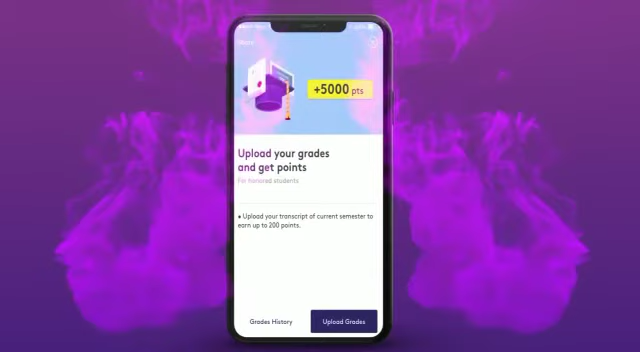 +5000 pts
Upload your grades
and get points
For honored students
• Upload your transcript of current semester to
earn up to 200 points.
Grades History
Upload Grades